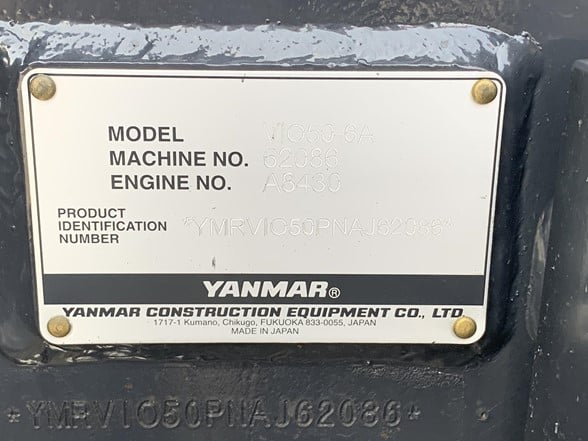 MODEL VIO50-6A
MACHINE NO. 62086
ENGINE NO. A8430
PRODUCT
IDENTIFICATION
NUMBER *YMRVIO50PNAJ62086*
YANMAR®
YANMAR CONSTRUCTION EQUIPMENT CO., LTD.
1717-1 Kumano, Chikugo, FUKUOKA 833-0055, JAPAN
MADE IN JAPAN
*YMRVIO50PNAJ62086*